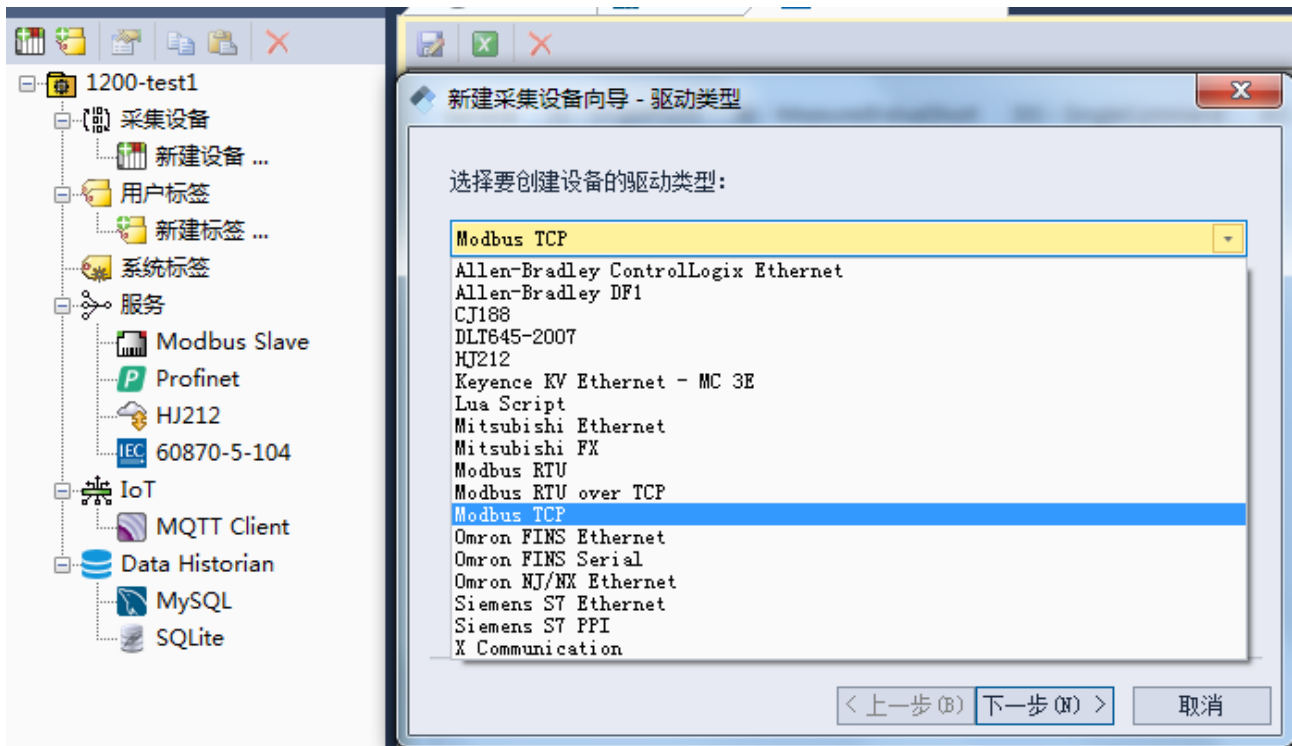 1200-test1
采集设备
新建设备 ...
用户标签
新建标签 ...
系统标签
服务
Modbus Slave
Profinet
HJ212
60870-5-104
IoT
MQTT Client
Data Historian
MySQL
SQLite
新建采集设备向导 - 驱动类型
选择要创建设备的驱动类型:
Modbus TCP
Allen-Bradley ControlLogix Ethernet
Allen-Bradley DF1
CJ188
DLT645-2007
HJ212
Keyence KV Ethernet - MC 3E
Lua Script
Mitsubishi Ethernet
Mitsubishi FX
Modbus RTU
Modbus RTU over TCP
Modbus TCP
Omron FINS Ethernet
Omron FINS Serial
Omron NJ/NX Ethernet
Siemens S7 Ethernet
Siemens S7 PPI
X Communication
< 上一步(B) 下一步(N) > 取消